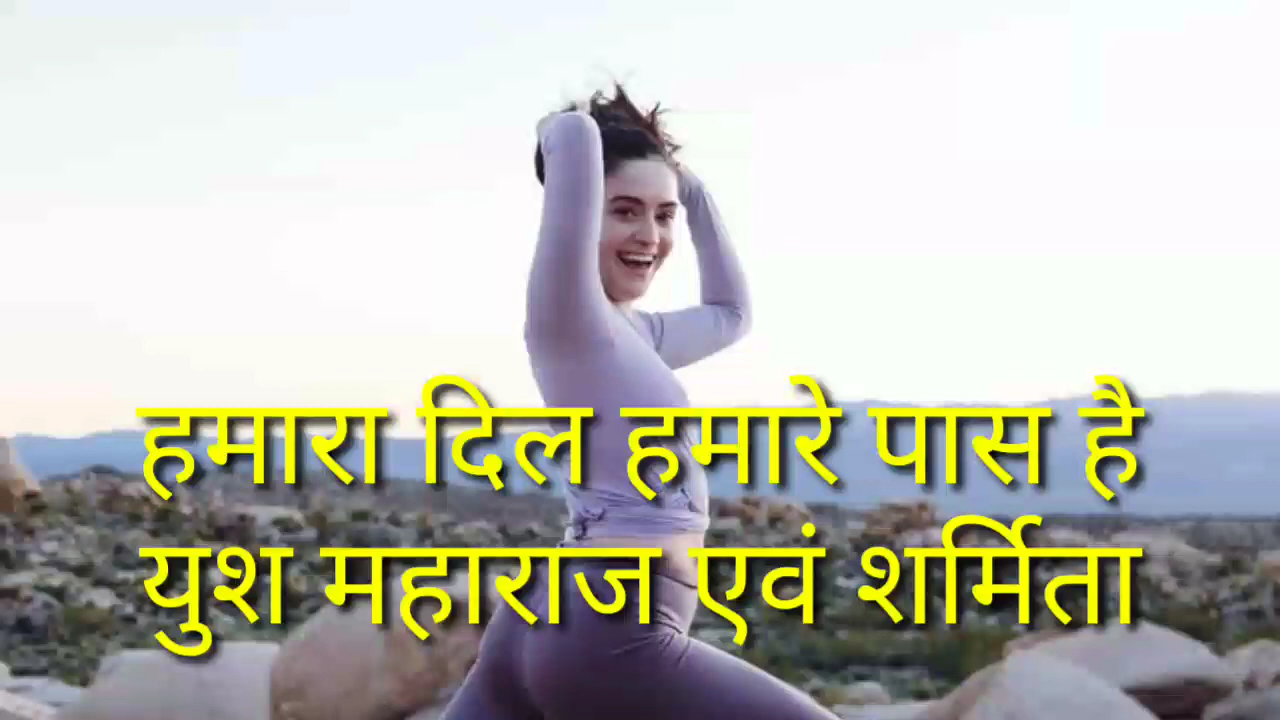 हमारा दिल हमारे पास है
युश महाराज एवं शर्मिता